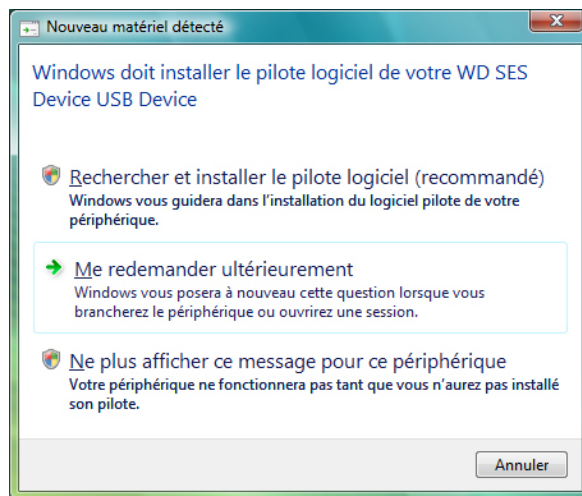 Nouveau matériel détecté
Windows doit installer le pilote logiciel de votre WD SES
Device USB Device
Rechercher et installer le pilote logiciel (recommandé)
Windows vous guidera dans l'installation du logiciel pilote de votre
périphérique.
Me redemander ultérieurement
Windows vous posera à nouveau cette question lorsque vous
brancherez le périphérique ou ouvrirez une session.
Ne plus afficher ce message pour ce périphérique
Votre périphérique ne fonctionnera pas tant que vous n'aurez pas installé
son pilote.
Annuler